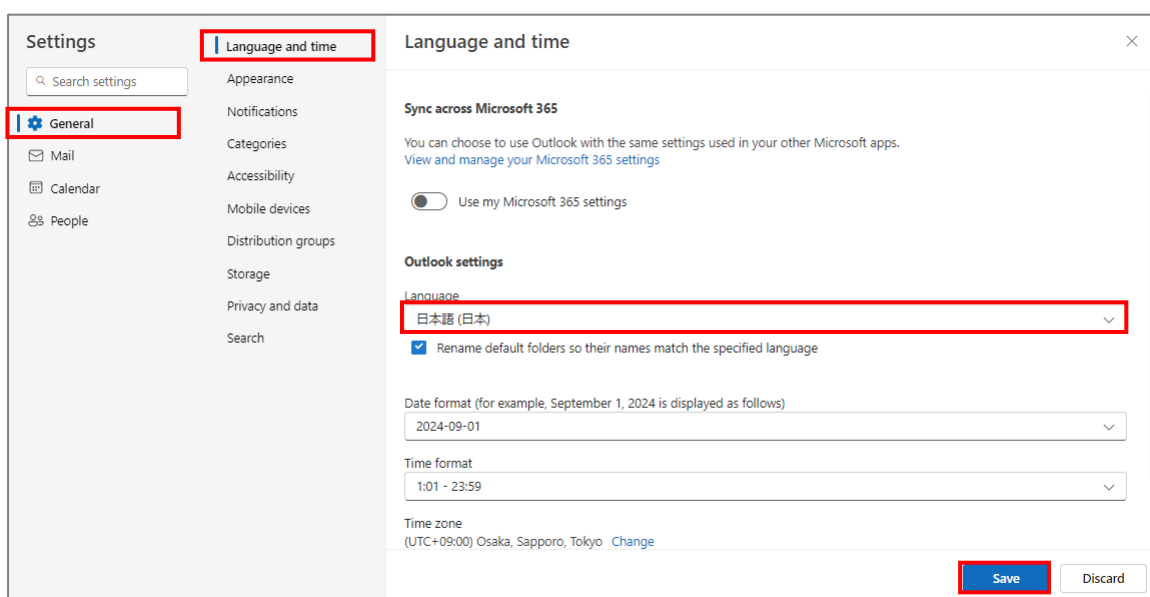 Settings
Search settings
General
Mail
Calendar
People
Language and time
Appearance
Notifications
Categories
Accessibility
Mobile devices
Distribution groups
Storage
Privacy and data
Search
Language and time
Sync across Microsoft 365
You can choose to use Outlook with the same settings used in your other Microsoft apps.
View and manage your Microsoft 365 settings
Use my Microsoft 365 settings
Outlook settings
Language
日本語 (日本)
Rename default folders so their names match the specified language
Date format (for example, September 1, 2024 is displayed as follows)
2024-09-01
Time format
1:01 - 23:59
Time zone
(UTC+09:00) Osaka, Sapporo, Tokyo Change
Save Discard